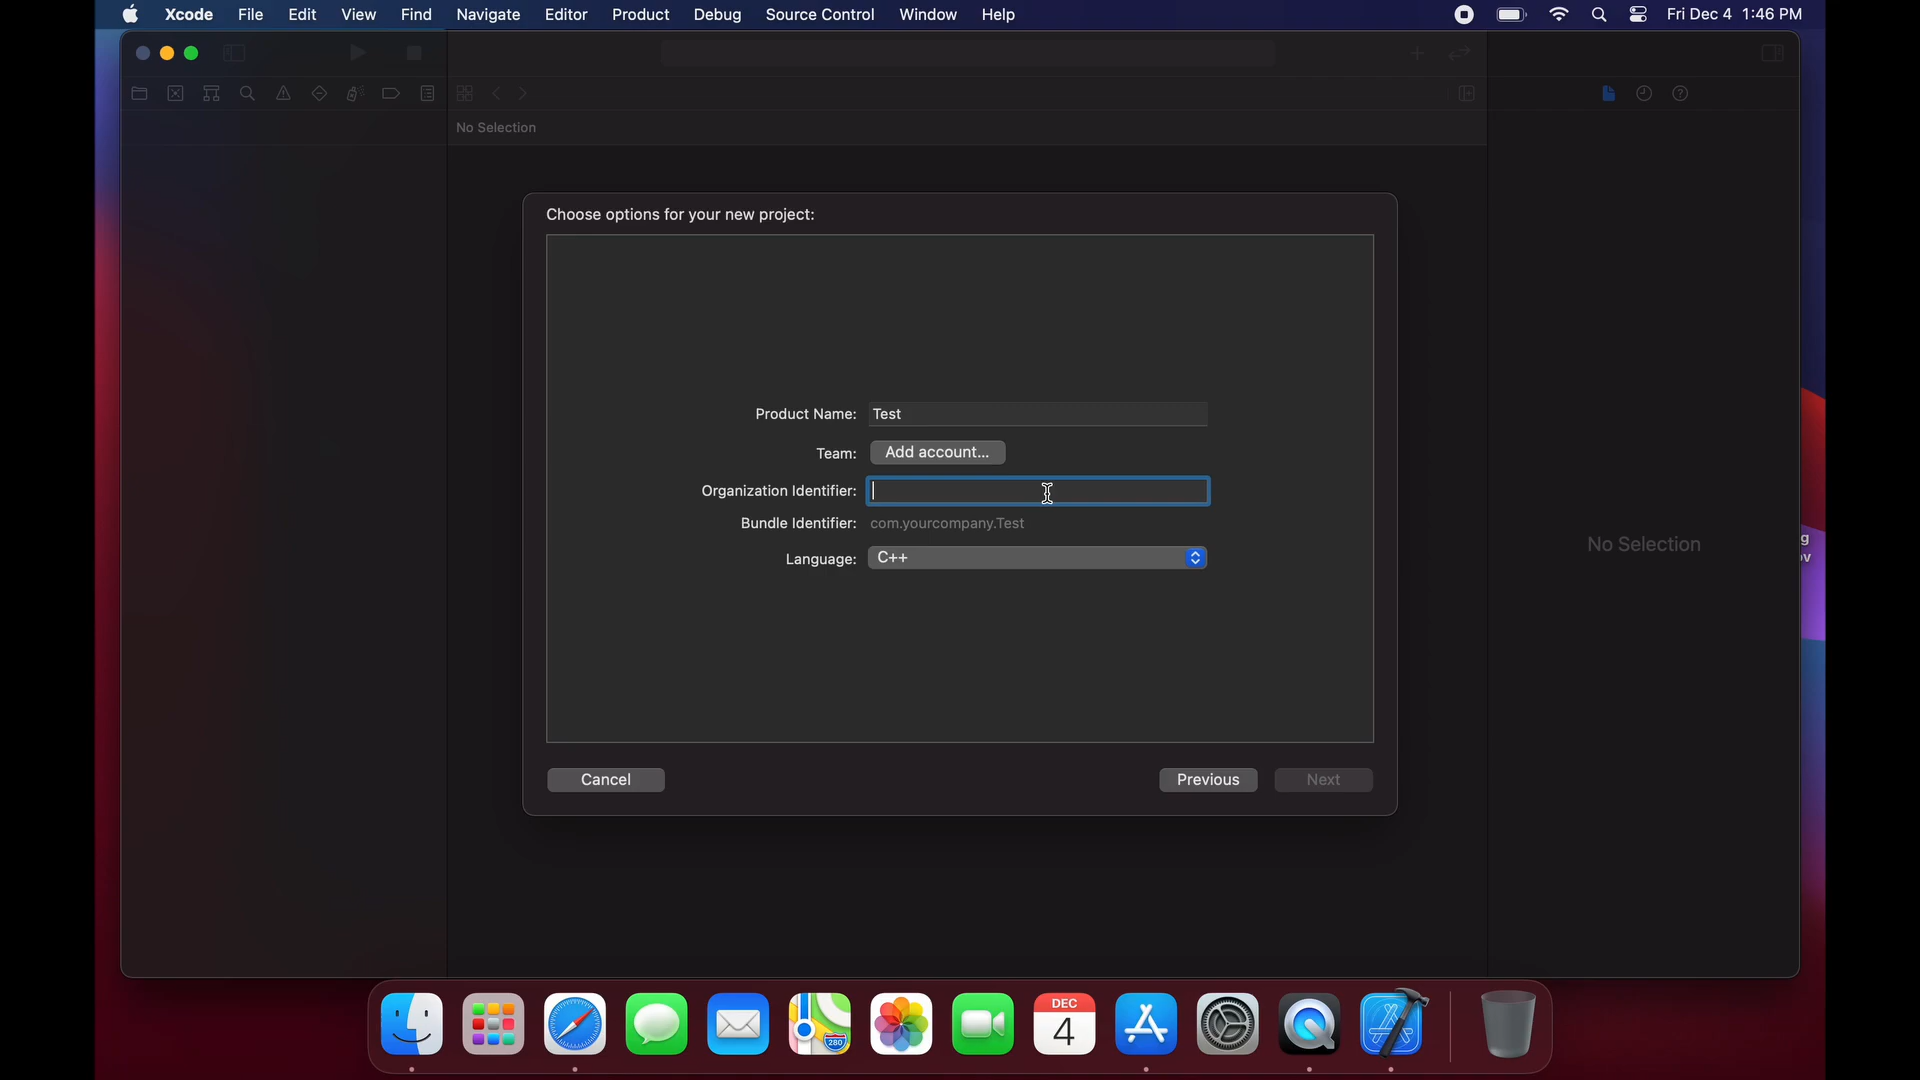 Xcode File Edit View Find Navigate Editor Product Debug Source Control Window Help Fri Dec 4 1:46 PM
No Selection
Choose options for your new project:
Product Name: Test
Team: Add account...
Organization Identifier:
Bundle Identifier: com.yourcompany.Test
Language: C++
No Selection
g
ov
Cancel Previous Next
DEC
4
280